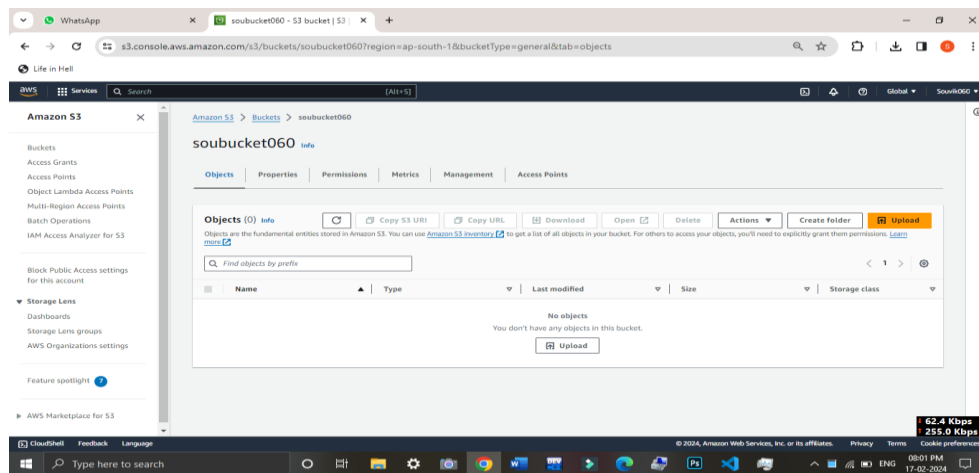 WhatsApp
soubucket060 - S3 bucket | S3 |
s3.console.aws.amazon.com/s3/buckets/soubucket060?region=ap-south-1&bucketType=general&tab=objects
S
Life in Hell
aws Services Search [Alt+S] Global Souvik060
Amazon S3
Buckets
Access Grants
Access Points
Object Lambda Access Points
Multi-Region Access Points
Batch Operations
IAM Access Analyzer for S3
Block Public Access settings
for this account
Storage Lens
Dashboards
Storage Lens groups
AWS Organizations settings
Feature spotlight 7
AWS Marketplace for S3
Amazon S3 > Buckets > soubucket060
soubucket060 Info
Objects Properties Permissions Metrics Management Access Points
Objects (0) Info Copy S3 URI Copy URL Download Open Delete Actions Create folder Upload
Objects are the fundamental entities stored in Amazon S3. You can use Amazon S3 inventory to get a list of all objects in your bucket. For others to access your objects, you'll need to explicitly grant them permissions. Learn
more
Find objects by prefix
1
Name Type Last modified Size Storage class
No objects
You don't have any objects in this bucket.
Upload
62.4 Kbps
255.0 Kbps
CloudShell Feedback Language © 2024, Amazon Web Services, Inc. or its affiliates. Privacy Terms Cookie preferences
Type here to search
W
Ps
ENG
08:01 PM
17-02-2024